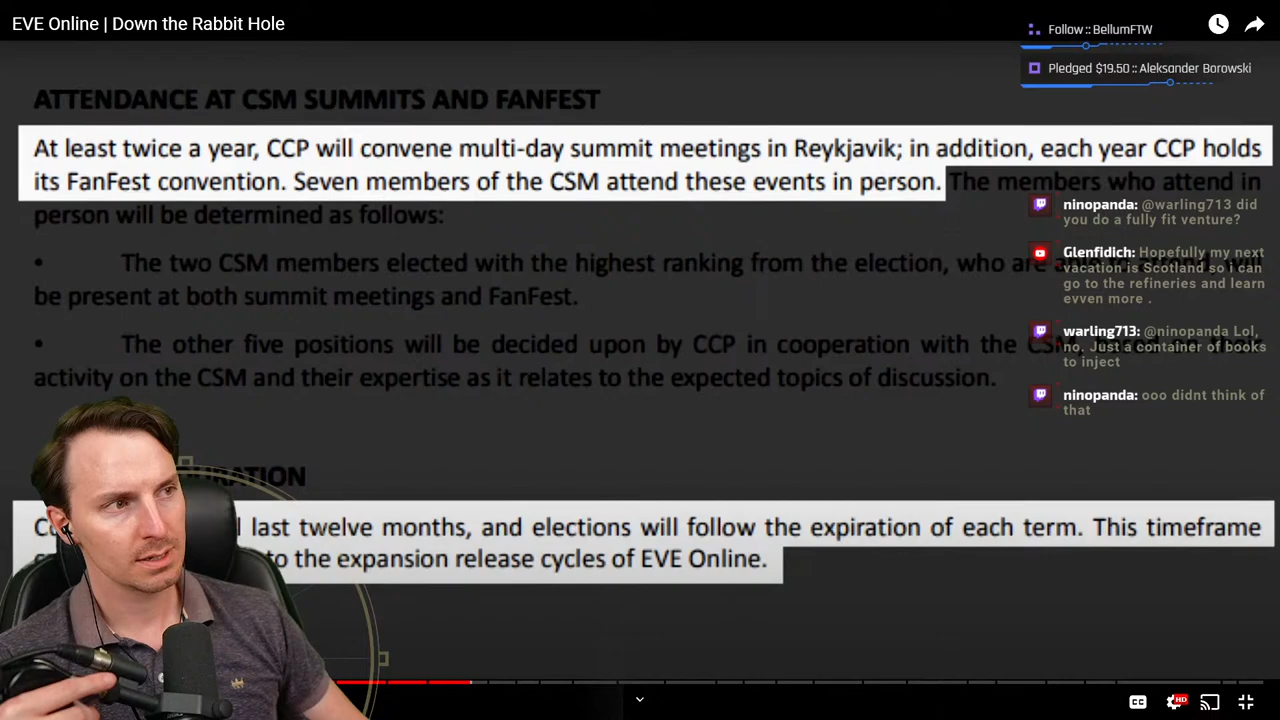 EVE Online | Down the Rabbit Hole
Follow :: BellumFTW
Pledged $19.50 :: Aleksander Borowski
ATTENDANCE AT CSM SUMMITS AND FANFEST
At least twice a year, CCP will convene multi-day summit meetings in Reykjavik; in addition, each year CCP holds
its FanFest convention. Seven members of the CSM attend these events in person. The members who attend in
person will be determined as follows:
• The two CSM members elected with the highest ranking from the election, who are able to attend, will
be present at both summit meetings and FanFest.
• The other five positions will be decided upon by CCP in cooperation with the CSM,
activity on the CSM and their expertise as it relates to the expected topics of discussion.
ninopanda: @warling713 did
you do a fully fit venture?
Glenfidich: Hopefully my next
vacation is Scotland so i can
go to the refineries and learn
evven more .
warling713: @ninopanda Lol,
no. Just a container of books
to inject
ninopanda: ooo didnt think of
that
last twelve months, and elections will follow the expiration of each term. This timeframe
to the expansion release cycles of EVE Online.
CC
HD